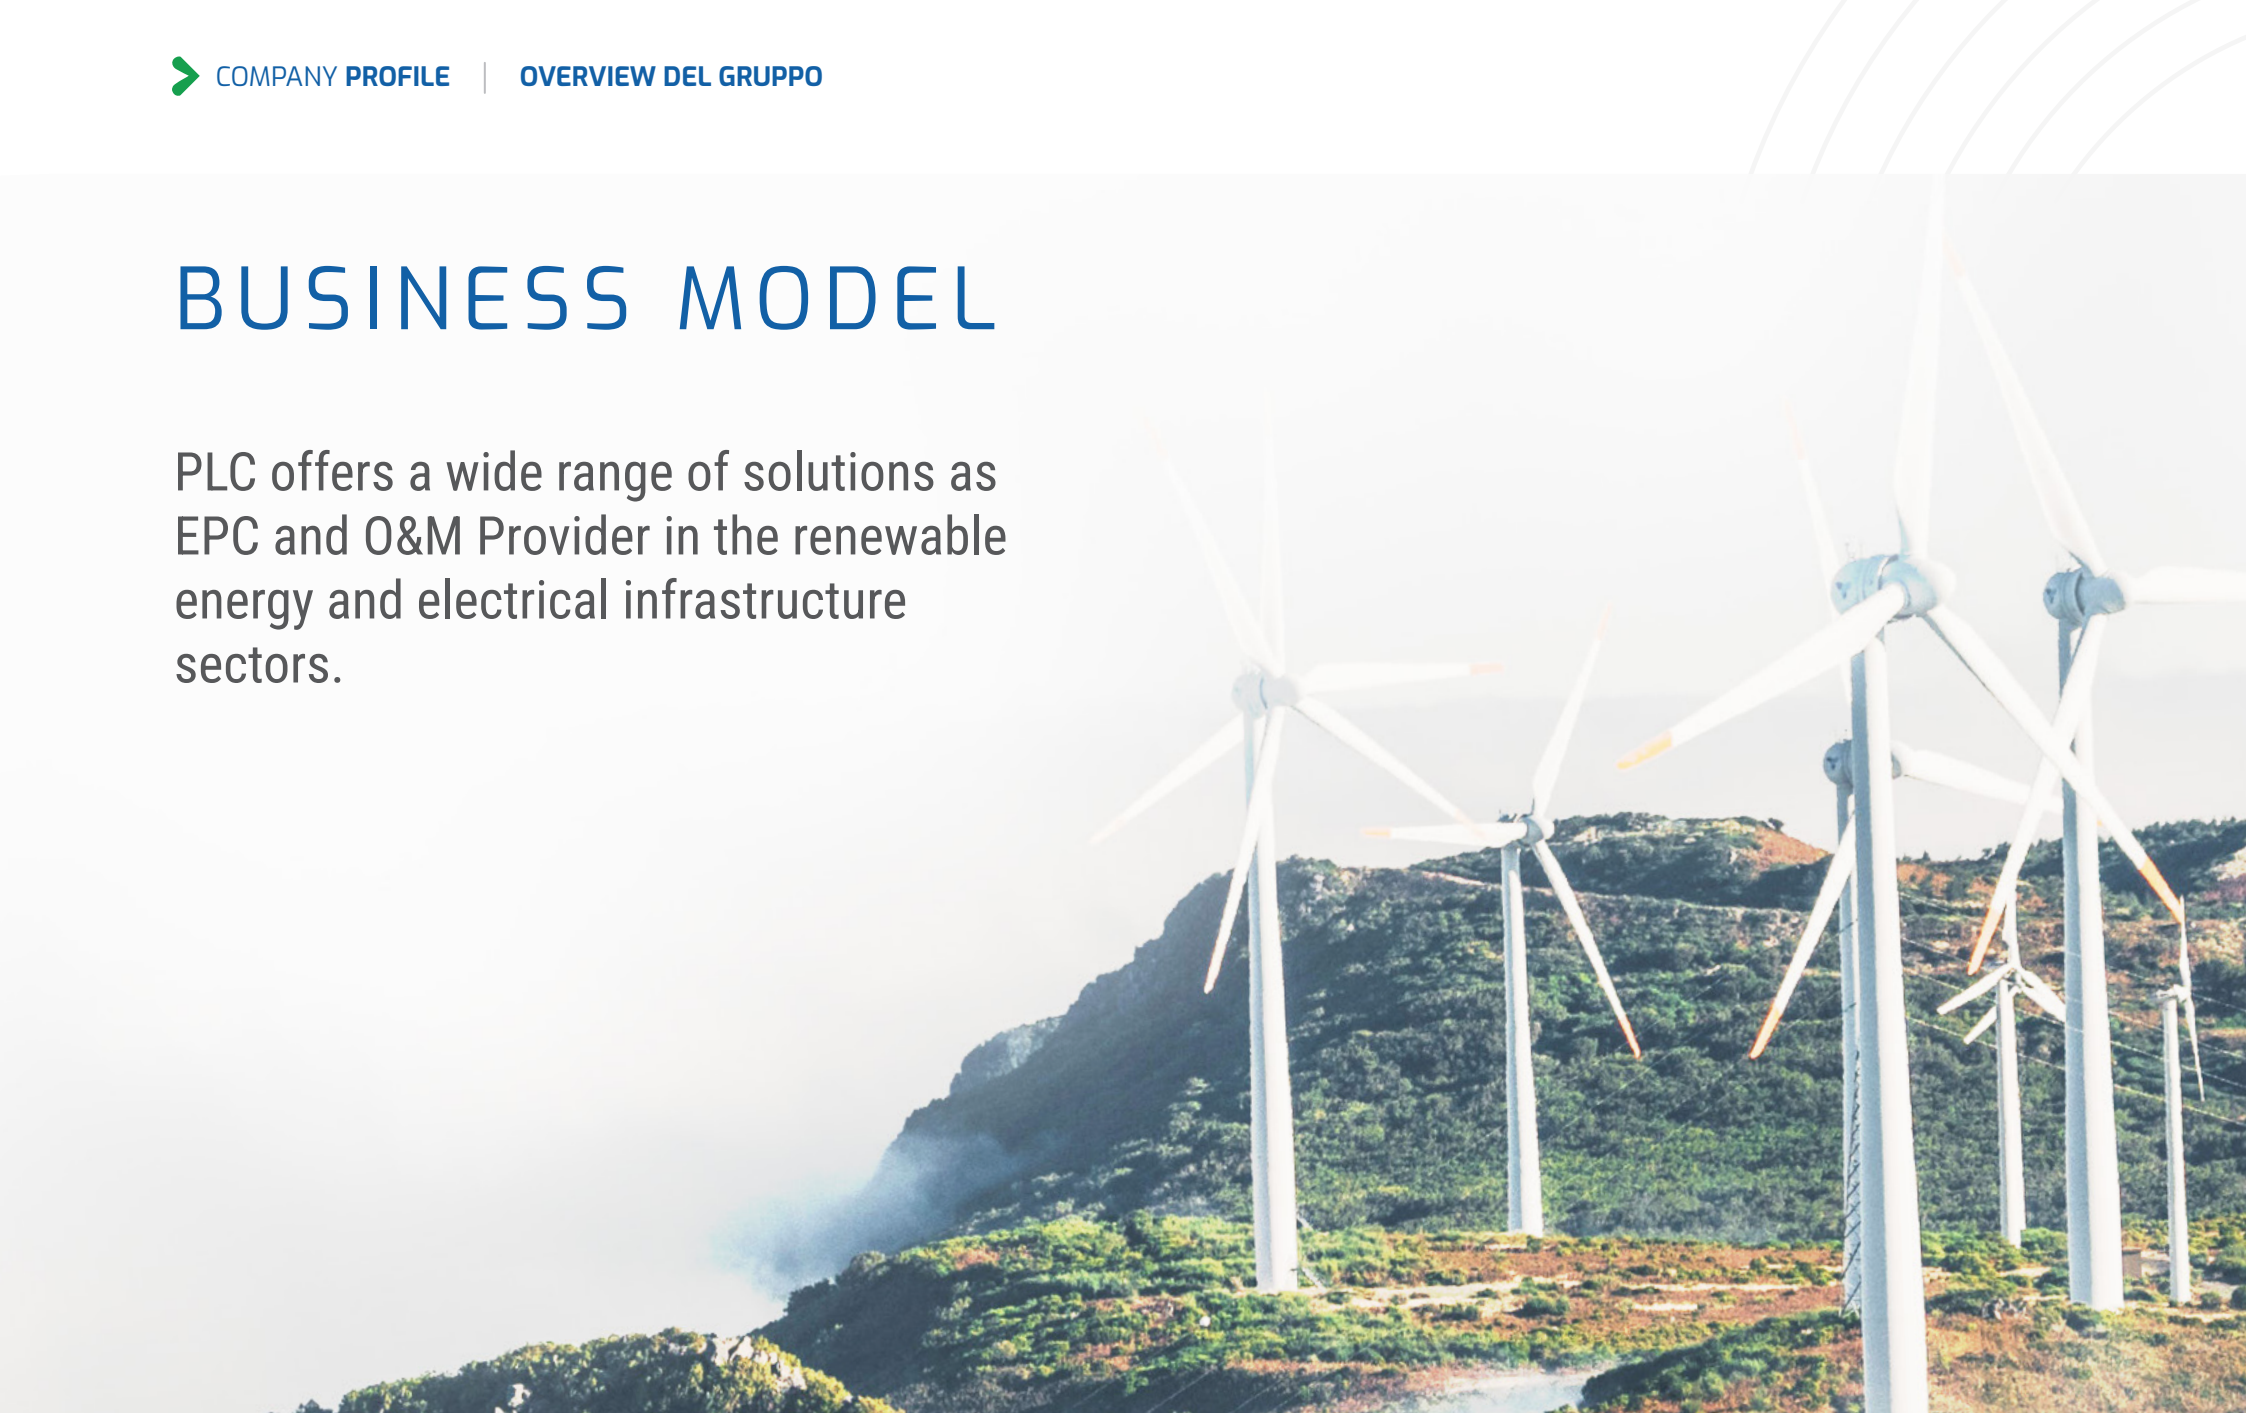 COMPANY PROFILE | OVERVIEW DEL GRUPPO
BUSINESS MODEL
PLC offers a wide range of solutions as
EPC and O&M Provider in the renewable
energy and electrical infrastructure
sectors.